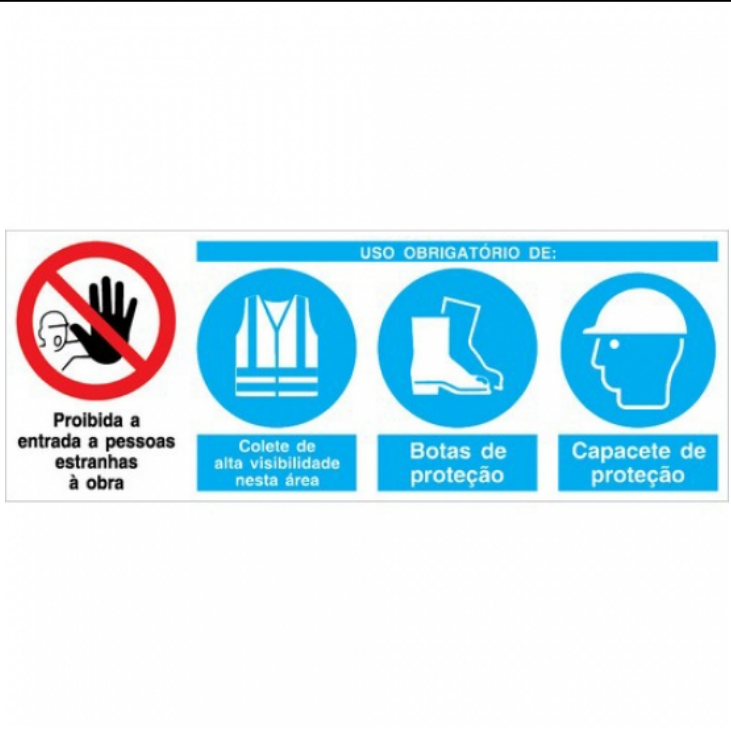 Proibida a
entrada a pessoas
estranhas
à obra
USO OBRIGATÓRIO DE:
Colete de
alta visibilidade
nesta área
Botas de
proteção
Capacete de
proteção